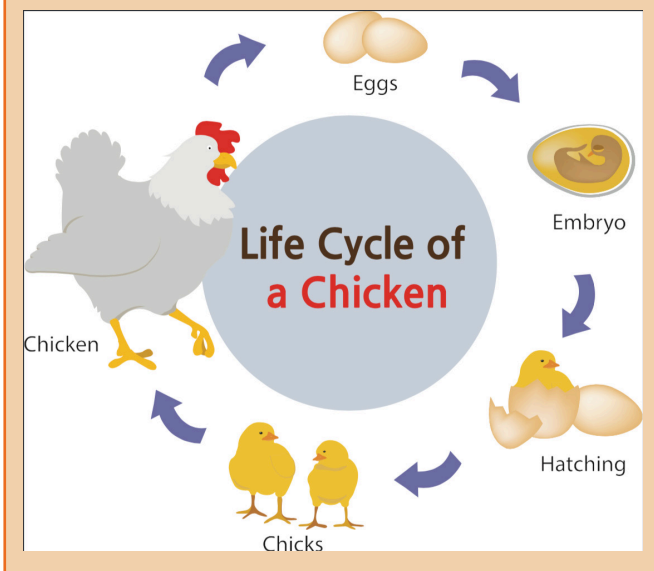 Eggs
Embryo
Life Cycle of
a Chicken
Chicken
Hatching
Chicks